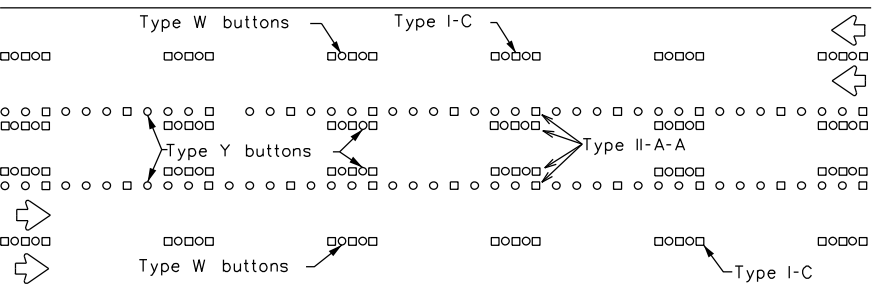 Type W buttons
Type I-C
Type Y buttons
Type II-A-A
Type W buttons
Type I-C